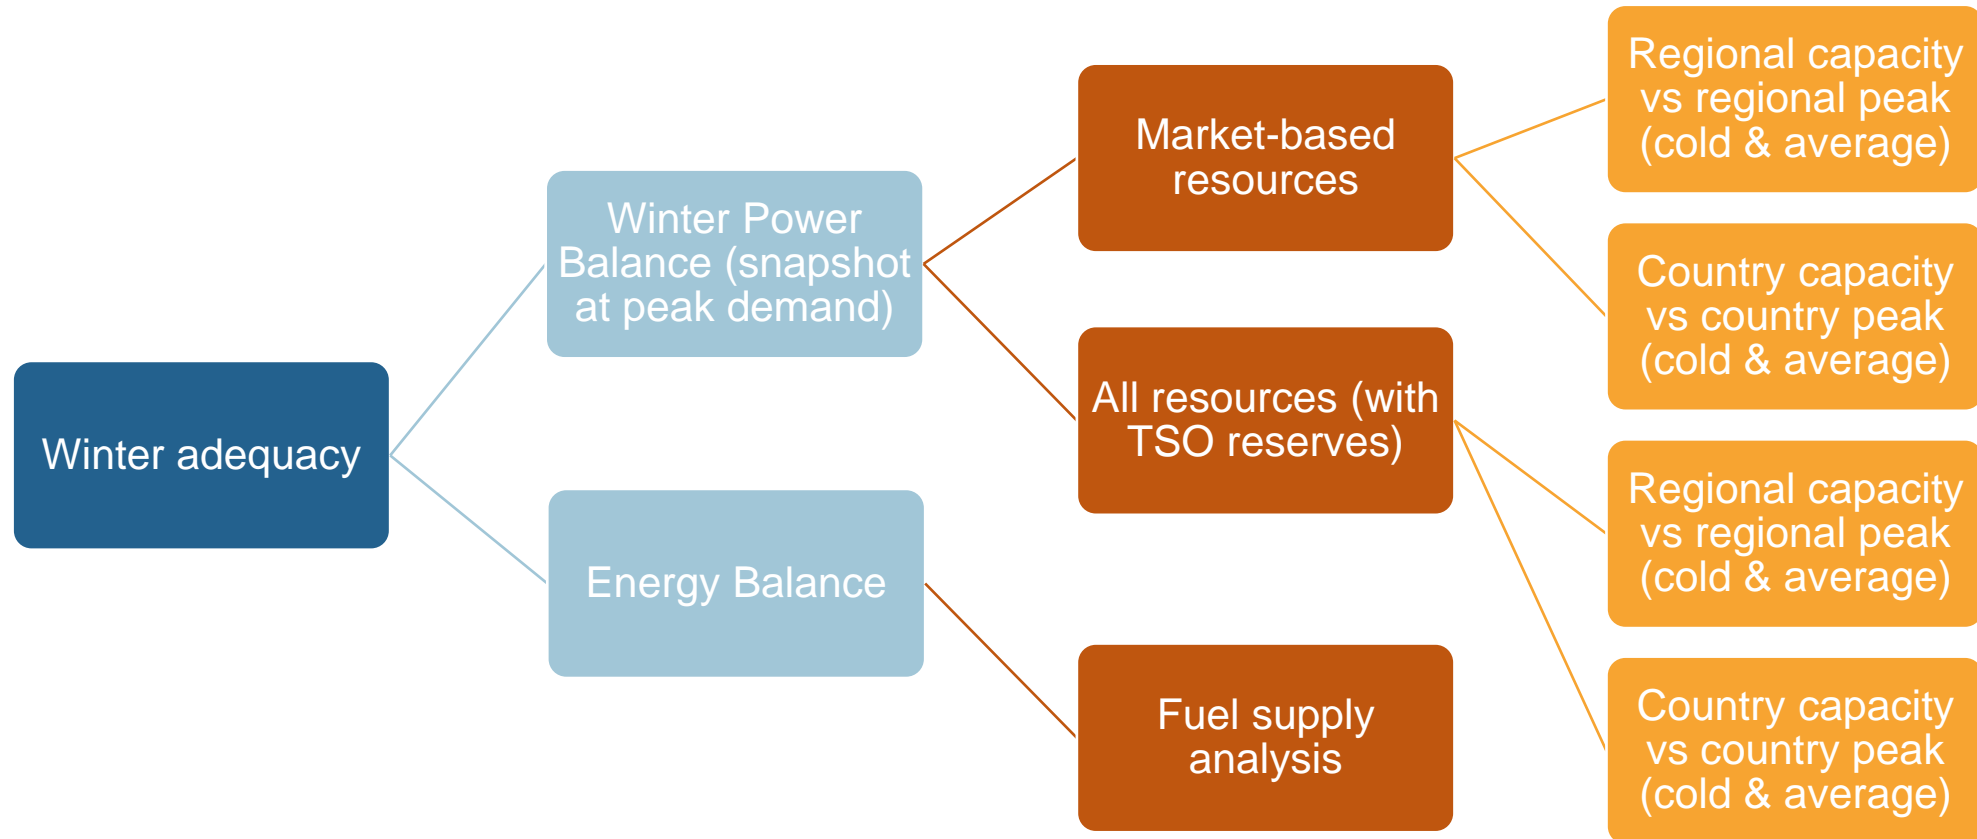 Winter adequacy
Winter Power
Balance (snapshot
at peak demand)
Energy Balance
Market-based
resources
All resources (with
TSO reserves)
Fuel supply
analysis
Regional capacity
vs regional peak
(cold & average)
Country capacity
vs country peak
(cold & average)
Regional capacity
vs regional peak
(cold & average)
Country capacity
vs country peak
(cold & average)